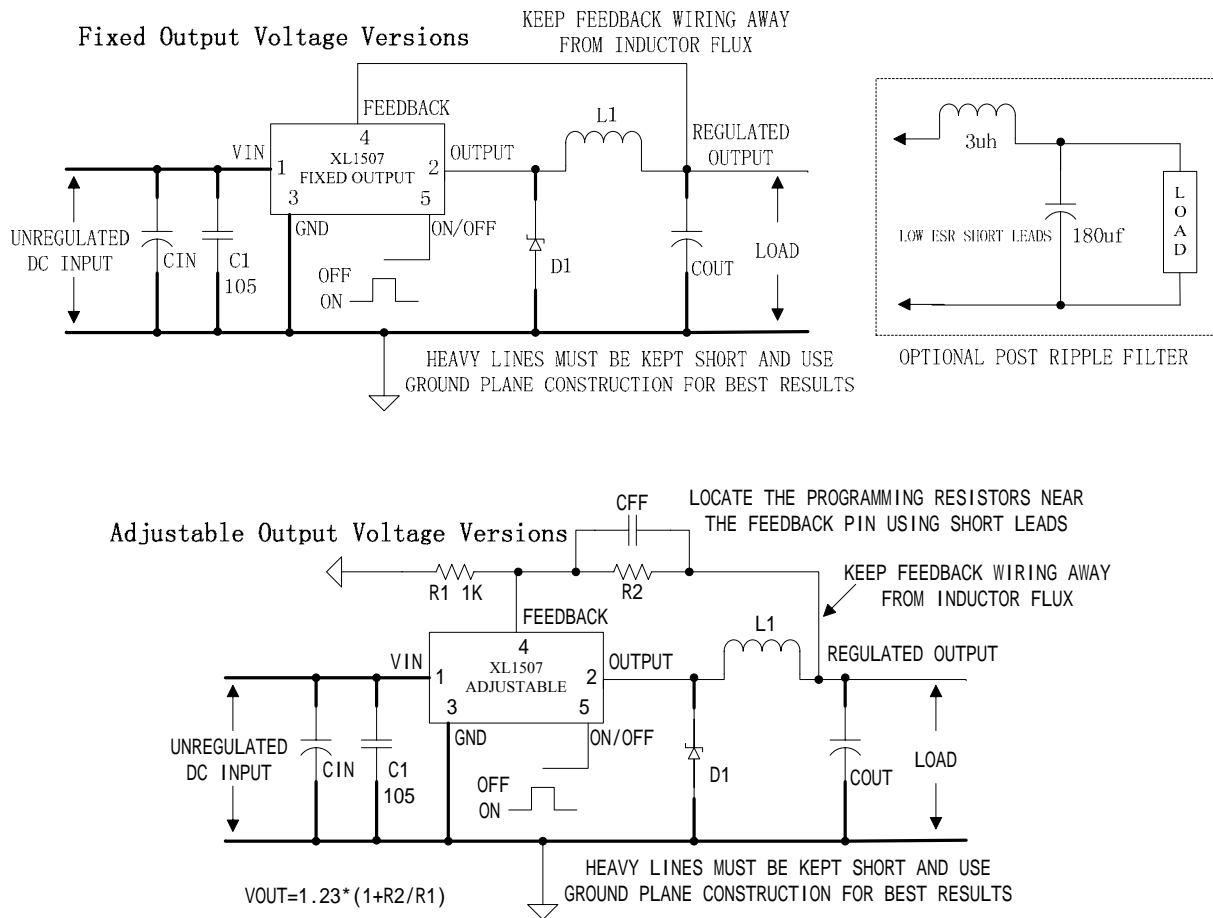 Fixed Output Voltage Versions
KEEP FEEDBACK WIRING AWAY
FROM INDUCTOR FLUX
FEEDBACK
4
L1
REGULATED
OUTPUT
VIN
1
XL1507
FIXED OUTPUT
2
OUTPUT
3
5
GND
ON/OFF
UNREGULATED
DC INPUT
CIN
C1
105
OFF
ON
D1
COUT
LOAD
HEAVY LINES MUST BE KEPT SHORT AND USE
GROUND PLANE CONSTRUCTION FOR BEST RESULTS
3uh
LOW ESR SHORT LEADS
180uf
LOAD
OPTIONAL POST RIPPLE FILTER
Adjustable Output Voltage Versions
CFF
LOCATE THE PROGRAMMING RESISTORS NEAR
THE FEEDBACK PIN USING SHORT LEADS
R1 1K
R2
KEEP FEEDBACK WIRING AWAY
FROM INDUCTOR FLUX
FEEDBACK
4
L1
REGULATED OUTPUT
VIN
1
XL1507
ADJUSTABLE
2
OUTPUT
3
5
GND
ON/OFF
UNREGULATED
DC INPUT
CIN
C1
105
OFF
ON
D1
COUT
LOAD
HEAVY LINES MUST BE KEPT SHORT AND USE
GROUND PLANE CONSTRUCTION FOR BEST RESULTS
VOUT=1.23*(1+R2/R1)